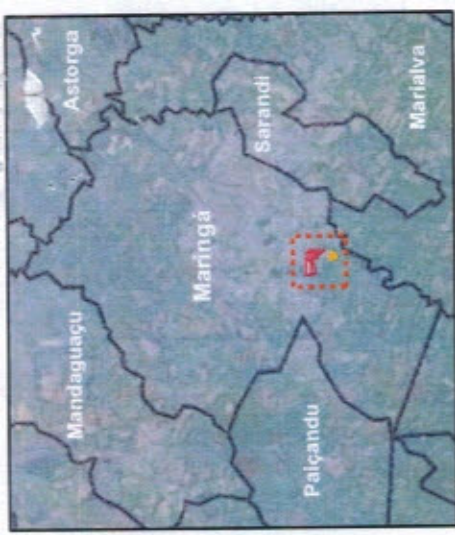 Astorga
Mandaguaçu
Maringá
Sarandi
Marialva
Paiçandu